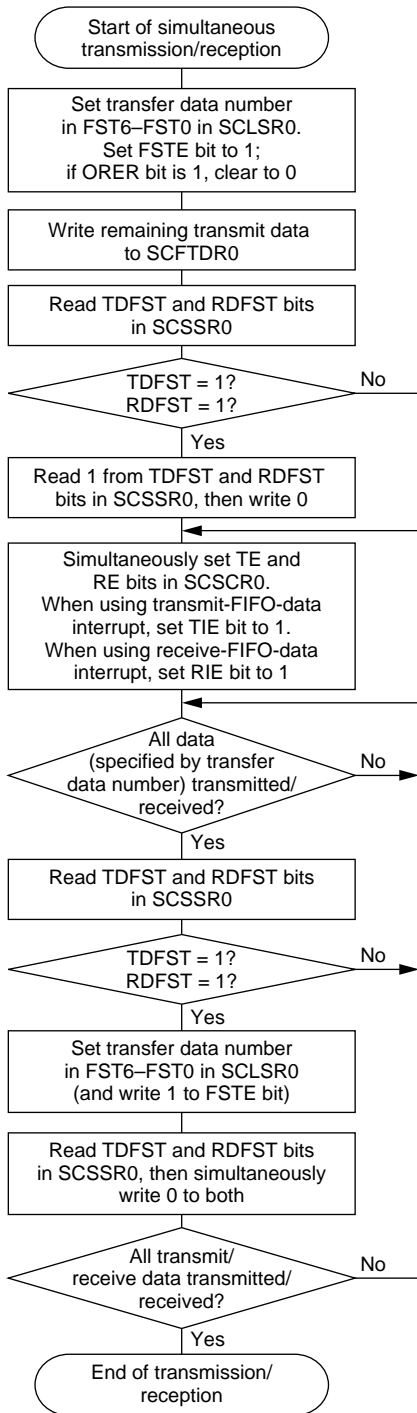 Start of simultaneous
transmission/reception
Set transfer data number
in FST6–FST0 in SCLSR0.
Set FSTE bit to 1;
if ORER bit is 1, clear to 0
Write remaining transmit data
to SCFTDR0
Read TDFST and RDFST bits
in SCSSR0
TDFST = 1?
RDFST = 1?
No
Yes
Read 1 from TDFST and RDFST
bits in SCSSR0, then write 0
Simultaneously set TE and
RE bits in SCSCR0.
When using transmit-FIFO-data
interrupt, set TIE bit to 1.
When using receive-FIFO-data
interrupt, set RIE bit to 1
All data
(specified by transfer
data number) transmitted/
received?
No
Yes
Read TDFST and RDFST bits
in SCSSR0
TDFST = 1?
RDFST = 1?
No
Yes
Set transfer data number
in FST6–FST0 in SCLSR0
(and write 1 to FSTE bit)
Read TDFST and RDFST bits
in SCSSR0, then simultaneously
write 0 to both
All transmit/
receive data transmitted/
received?
No
Yes
End of transmission/
reception